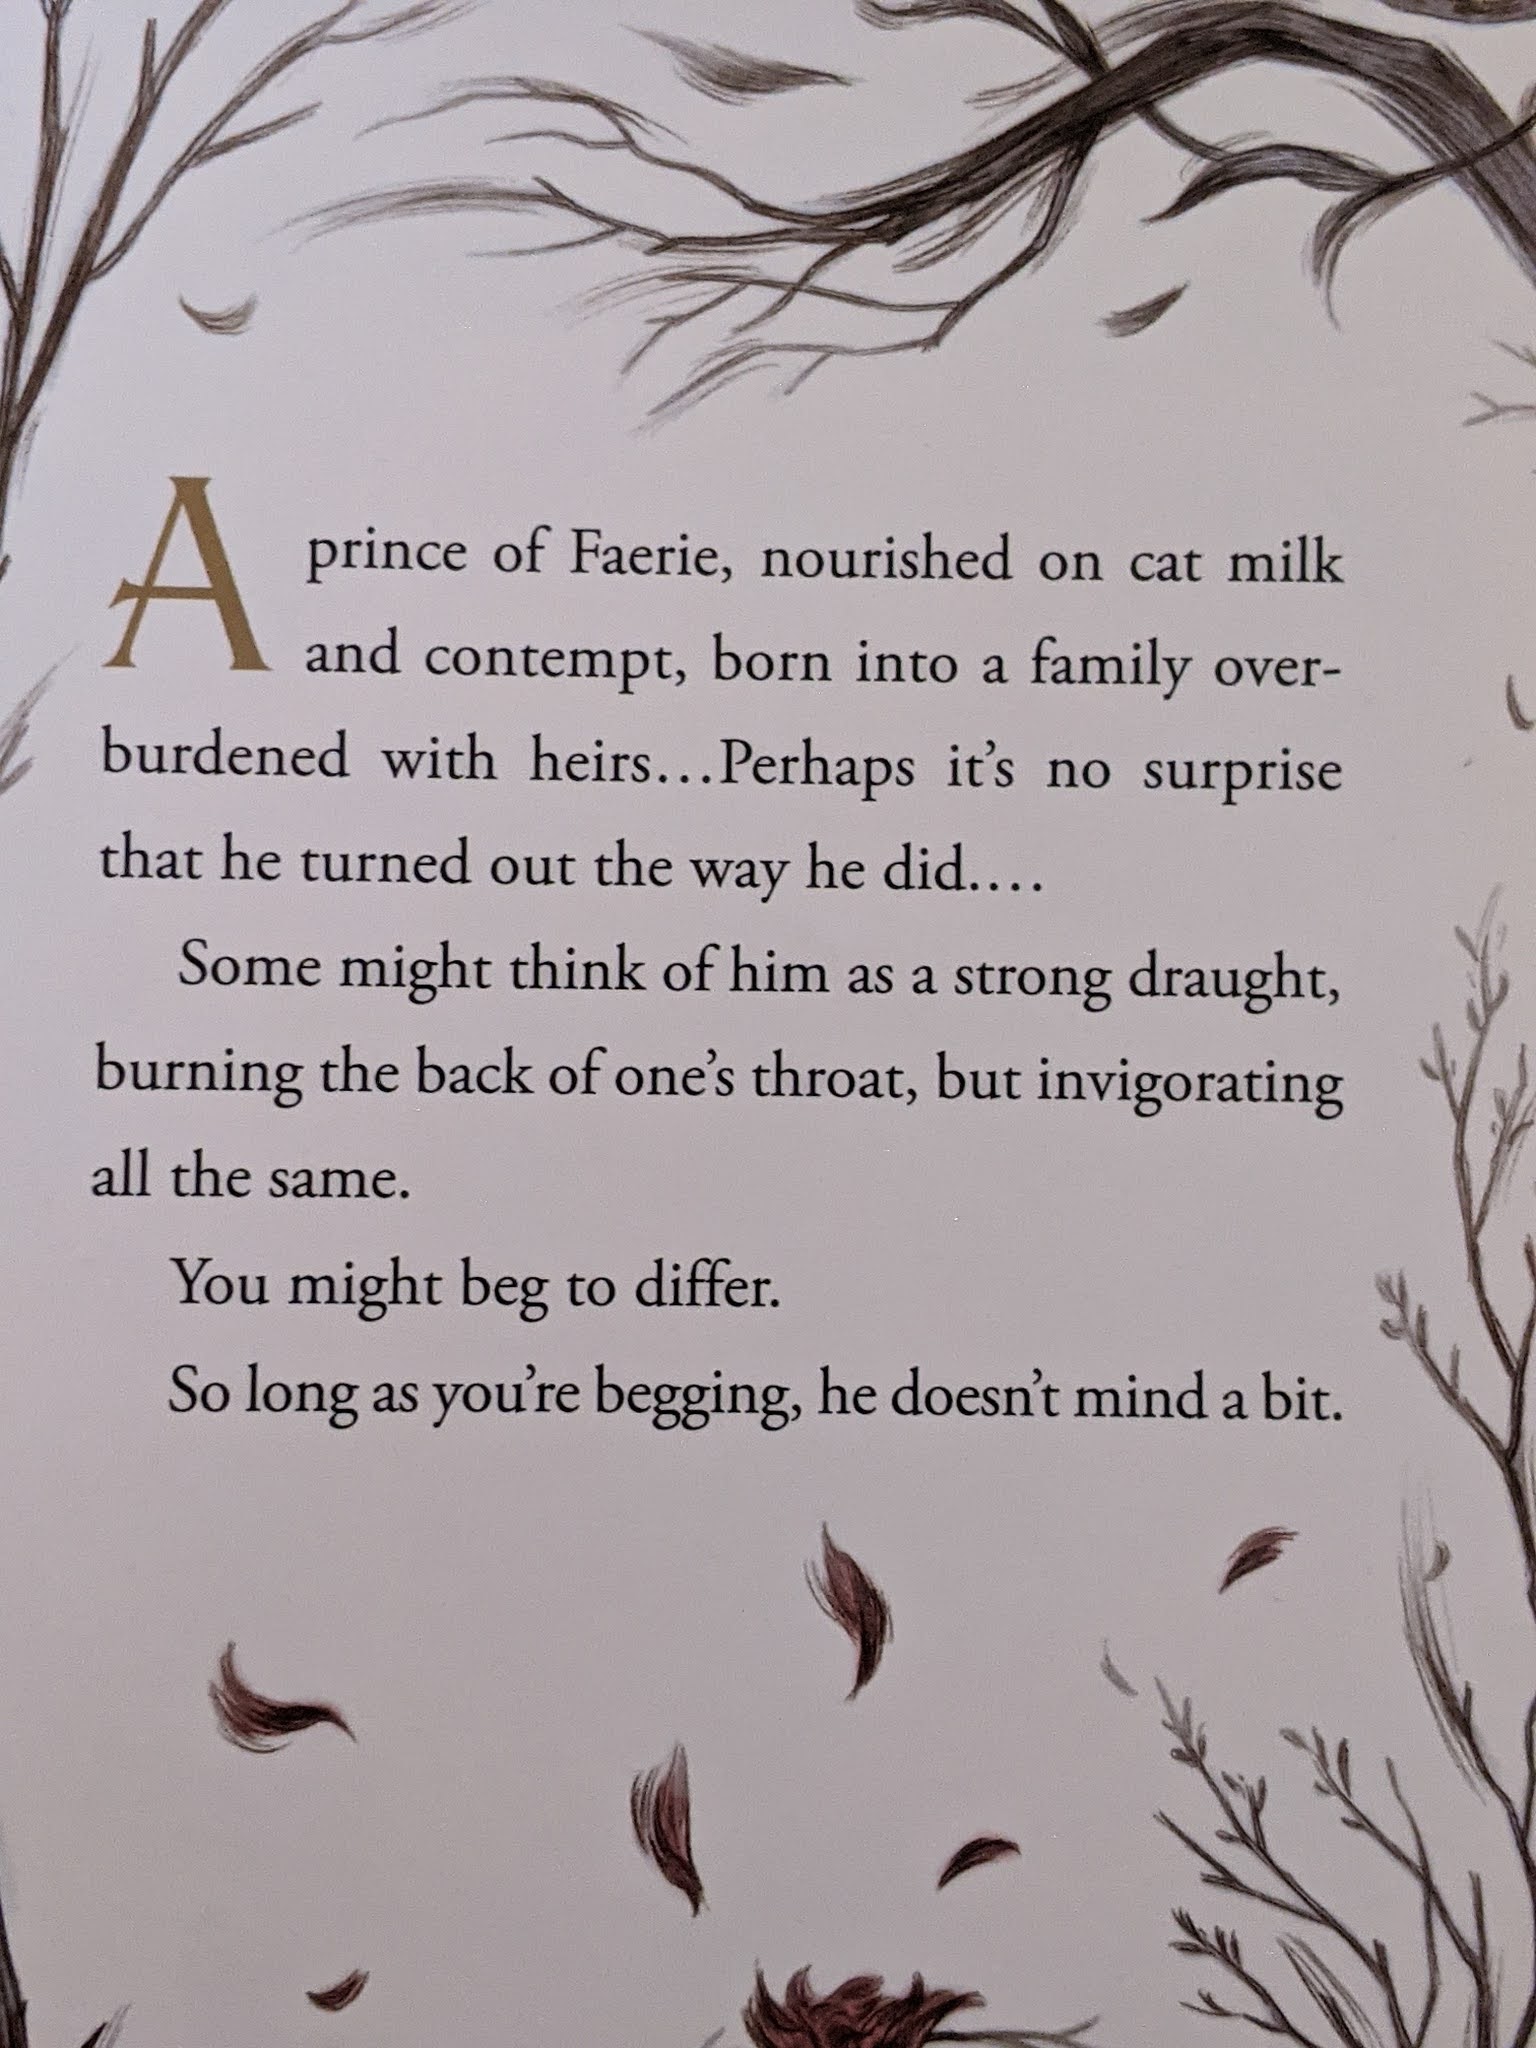 A prince of Faerie, nourished on cat milk
and contempt, born into a family over-
burdened with heirs...Perhaps it’s no surprise
that he turned out the way he did....
Some might think of him as a strong draught,
burning the back of one’s throat, but invigorating
all the same.
You might beg to differ.
So long as you’re begging, he doesn’t mind a bit.